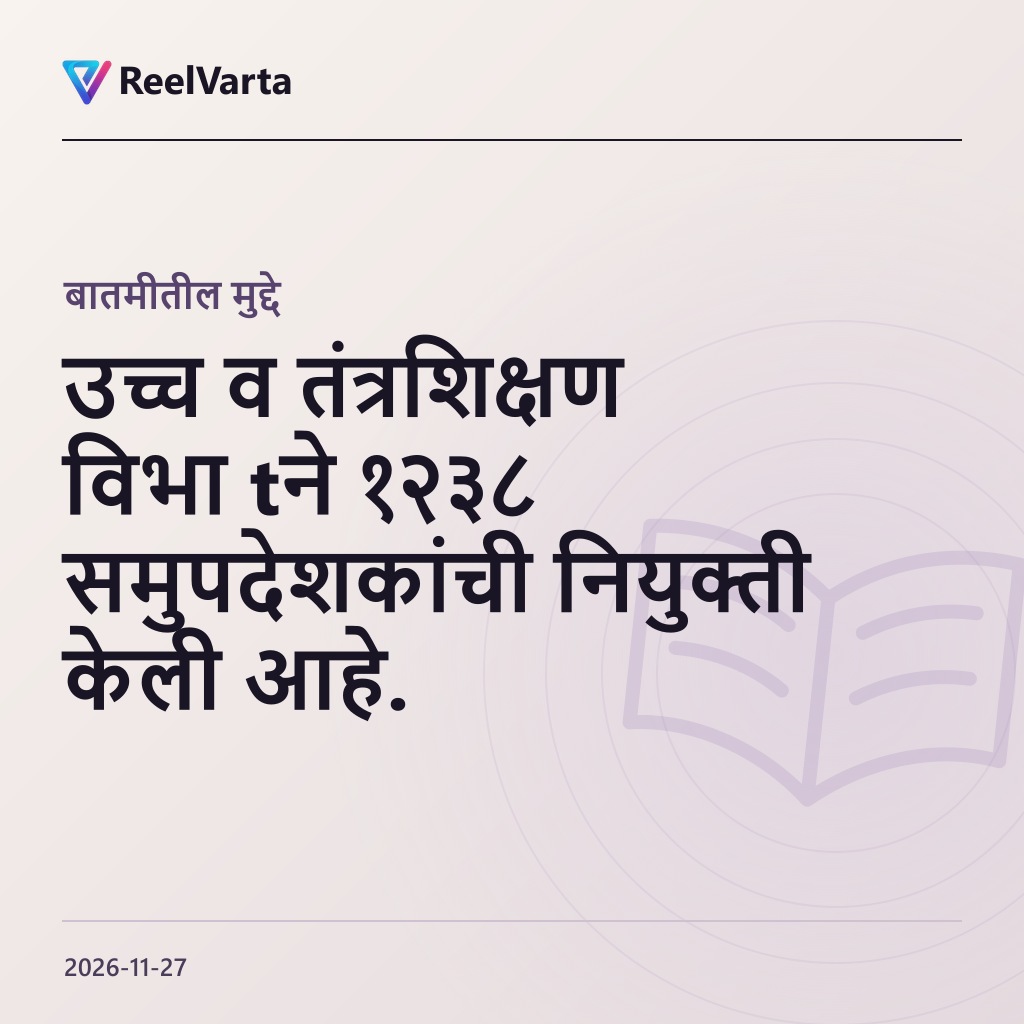 ReelVarta
बातमीतील मुद्दे
उच्च व तंत्रशिक्षण
विभा tने १२३८
समुपदेशकांची नियुक्ती
केली आहे.
2026-11-27